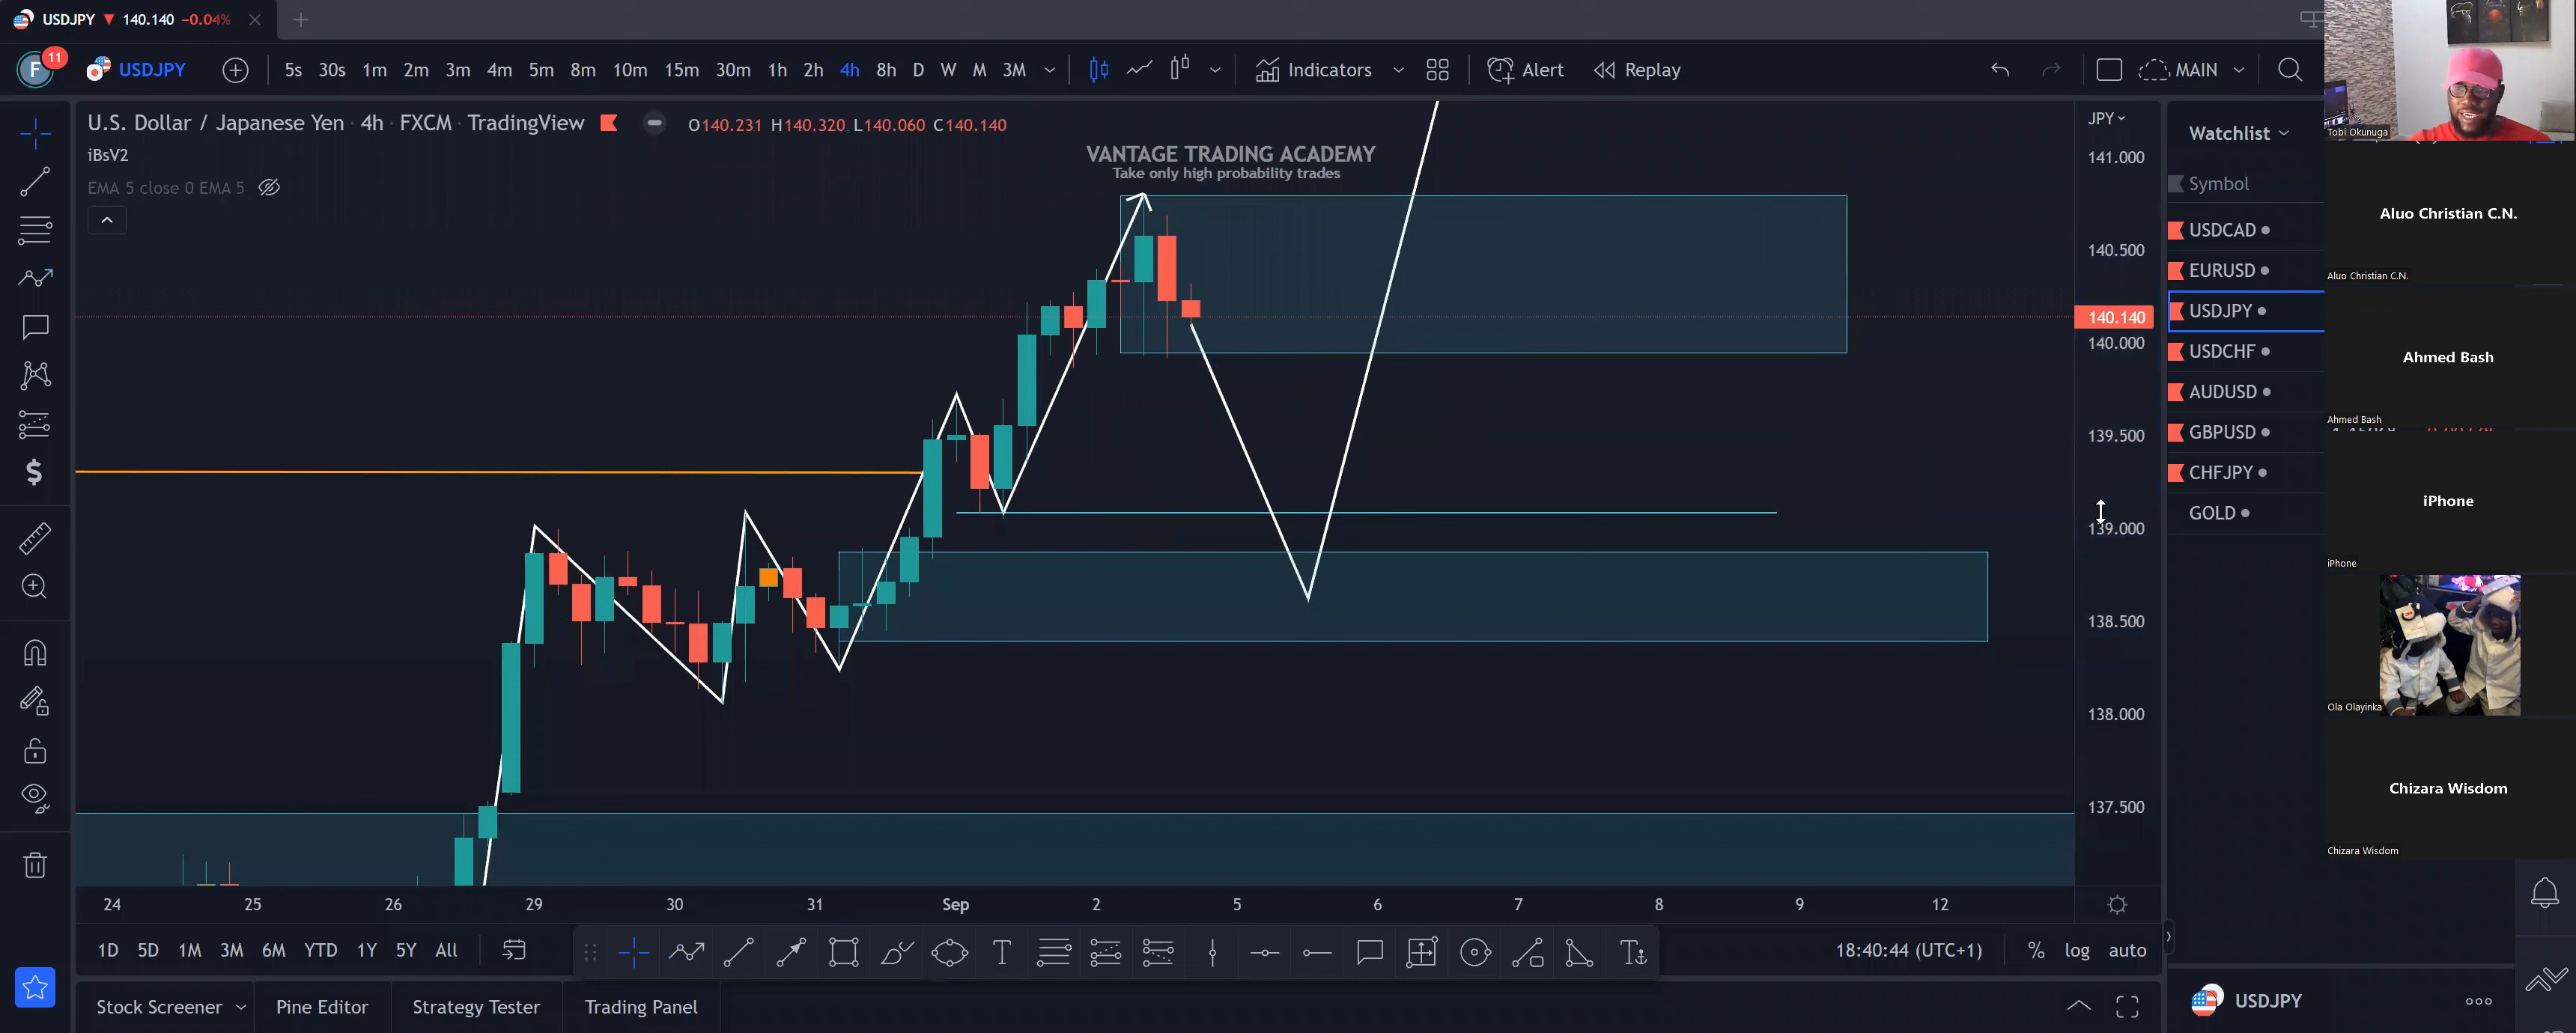 USDJPY ▼ 140.140 −0.04%
F 11
USDJPY 5s 30s 1m 2m 3m 4m 5m 8m 10m 15m 30m 1h 2h 4h 8h D W M 3M Indicators Alert Replay MAIN
U.S. Dollar / Japanese Yen · 4h · FXCM · TradingView O140.231 H140.320 L140.060 C140.140
iBsV2
EMA 5 close 0 EMA 5
VANTAGE TRADING ACADEMY
Take only high probability trades
JPY
141.000
140.500
140.140
140.000
139.500
139.000
138.500
138.000
137.500
24 25 26 29 30 31 Sep 2 5 6 7 8 9 12
1D 5D 1M 3M 6M YTD 1Y 5Y All
18:40:44 (UTC+1) % log auto
Stock Screener Pine Editor Strategy Tester Trading Panel
Watchlist
Symbol
USDCAD
EURUSD
USDJPY
USDCHF
AUDUSD
GBPUSD
CHFJPY
GOLD
USDJPY
Tobi Okunuga
Aluo Christian C.N.
Aluo Christian C.N.
Ahmed Bash
Ahmed Bash
iPhone
iPhone
Ola Olayinka
Chizara Wisdom
Chizara Wisdom